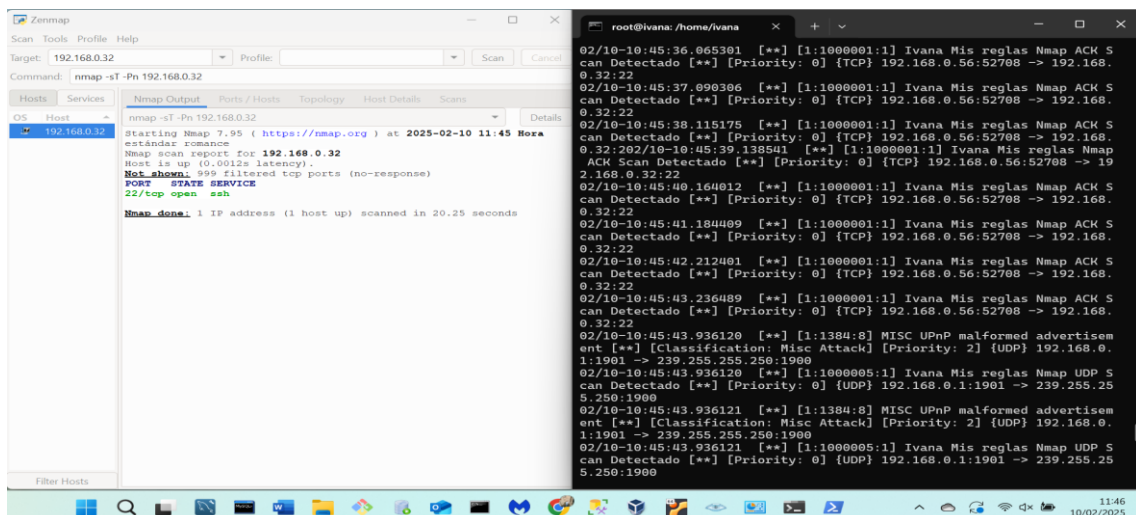 Zenmap
Scan Tools Profile Help
Target: 192.168.0.32 Profile: Scan Cancel
Command: nmap -sT -Pn 192.168.0.32
Hosts Services
OS Host
192.168.0.32
Nmap Output Ports / Hosts Topology Host Details Scans
nmap -sT -Pn 192.168.0.32 Details
Starting Nmap 7.95 ( https://nmap.org ) at 2025-02-10 11:45 Hora
estándar romance
Nmap scan report for 192.168.0.32
Host is up (0.0012s latency).
Not shown: 999 filtered tcp ports (no-response)
PORT STATE SERVICE
22/tcp open ssh
Nmap done: 1 IP address (1 host up) scanned in 20.25 seconds
Filter Hosts
root@ivana: /home/ivana
02/10-10:45:36.065301 [**] [1:1000001:1] Ivana Mis reglas Nmap ACK S
can Detectado [**] [Priority: 0] {TCP} 192.168.0.56:52708 -> 192.168.
0.32:22
02/10-10:45:37.090306 [**] [1:1000001:1] Ivana Mis reglas Nmap ACK S
can Detectado [**] [Priority: 0] {TCP} 192.168.0.56:52708 -> 192.168.
0.32:22
02/10-10:45:38.115175 [**] [1:1000001:1] Ivana Mis reglas Nmap ACK S
can Detectado [**] [Priority: 0] {TCP} 192.168.0.56:52708 -> 192.168.
0.32:202/10-10:45:39.138541 [**] [1:1000001:1] Ivana Mis reglas Nmap
ACK Scan Detectado [**] [Priority: 0] {TCP} 192.168.0.56:52708 -> 19
2.168.0.32:22
02/10-10:45:40.164012 [**] [1:1000001:1] Ivana Mis reglas Nmap ACK S
can Detectado [**] [Priority: 0] {TCP} 192.168.0.56:52708 -> 192.168.
0.32:22
02/10-10:45:41.184409 [**] [1:1000001:1] Ivana Mis reglas Nmap ACK S
can Detectado [**] [Priority: 0] {TCP} 192.168.0.56:52708 -> 192.168.
0.32:22
02/10-10:45:42.212401 [**] [1:1000001:1] Ivana Mis reglas Nmap ACK S
can Detectado [**] [Priority: 0] {TCP} 192.168.0.56:52708 -> 192.168.
0.32:22
02/10-10:45:43.236489 [**] [1:1000001:1] Ivana Mis reglas Nmap ACK S
can Detectado [**] [Priority: 0] {TCP} 192.168.0.56:52708 -> 192.168.
0.32:22
02/10-10:45:43.936120 [**] [1:1384:8] MISC UPnP malformed advertisem
ent [**] [Classification: Misc Attack] [Priority: 2] {UDP} 192.168.0.
1:1901 -> 239.255.255.250:1900
02/10-10:45:43.936120 [**] [1:1000005:1] Ivana Mis reglas Nmap UDP S
can Detectado [**] [Priority: 0] {UDP} 192.168.0.1:1901 -> 239.255.25
5.250:1900
02/10-10:45:43.936121 [**] [1:1384:8] MISC UPnP malformed advertisem
ent [**] [Classification: Misc Attack] [Priority: 2] {UDP} 192.168.0.
1:1901 -> 239.255.255.250:1900
02/10-10:45:43.936121 [**] [1:1000005:1] Ivana Mis reglas Nmap UDP S
can Detectado [**] [Priority: 0] {UDP} 192.168.0.1:1901 -> 239.255.25
5.250:1900
11:46
10/02/2025